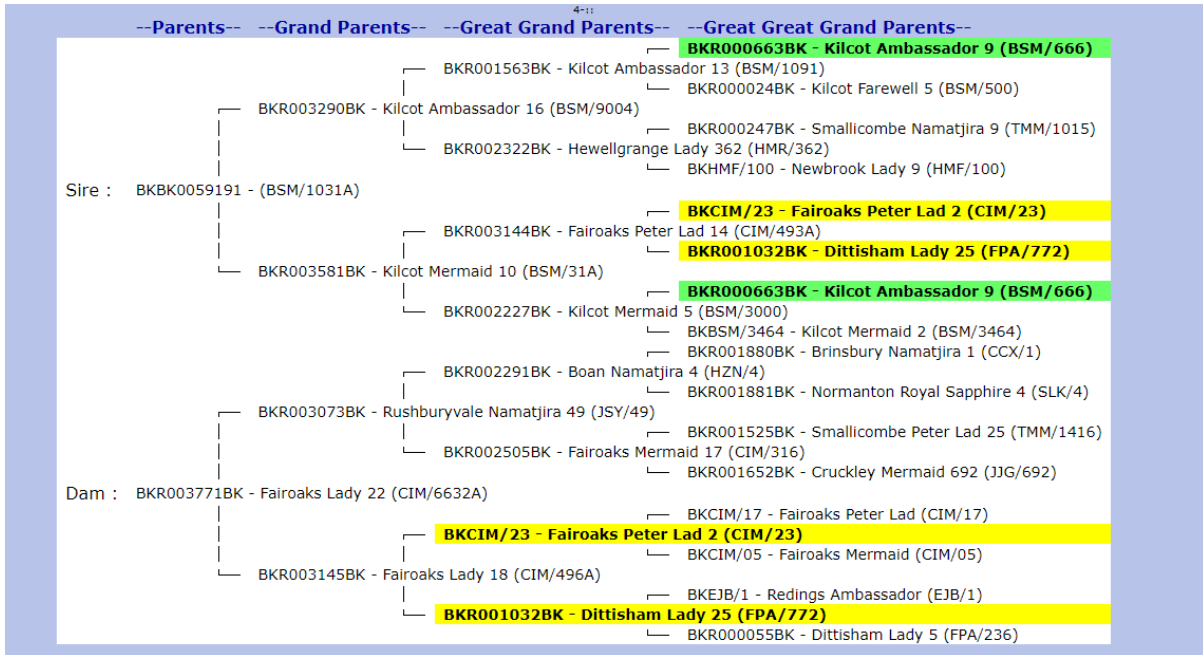 4-::
--Parents-- --Grand Parents-- --Great Grand Parents-- --Great Great Grand Parents--
BKR000663BK - Kilcot Ambassador 9 (BSM/666)
BKR001563BK - Kilcot Ambassador 13 (BSM/1091)
BKR000024BK - Kilcot Farewell 5 (BSM/500)
BKR003290BK - Kilcot Ambassador 16 (BSM/9004)
BKR000247BK - Smallicombe Namatjira 9 (TMM/1015)
BKR002322BK - Hewellgrange Lady 362 (HMR/362)
BKHMF/100 - Newbrook Lady 9 (HMF/100)
Sire : BKBK0059191 - (BSM/1031A)
BKCIM/23 - Fairoaks Peter Lad 2 (CIM/23)
BKR003144BK - Fairoaks Peter Lad 14 (CIM/493A)
BKR001032BK - Dittisham Lady 25 (FPA/772)
BKR003581BK - Kilcot Mermaid 10 (BSM/31A)
BKR000663BK - Kilcot Ambassador 9 (BSM/666)
BKR002227BK - Kilcot Mermaid 5 (BSM/3000)
BKBSM/3464 - Kilcot Mermaid 2 (BSM/3464)
BKR001880BK - Brinsbury Namatjira 1 (CCX/1)
BKR002291BK - Boan Namatjira 4 (HZN/4)
BKR001881BK - Normanton Royal Sapphire 4 (SLK/4)
BKR003073BK - Rushburyvale Namatjira 49 (JSY/49)
BKR001525BK - Smallicombe Peter Lad 25 (TMM/1416)
BKR002505BK - Fairoaks Mermaid 17 (CIM/316)
BKR001652BK - Cruckley Mermaid 692 (JJG/692)
Dam : BKR003771BK - Fairoaks Lady 22 (CIM/6632A)
BKCIM/17 - Fairoaks Peter Lad (CIM/17)
BKCIM/23 - Fairoaks Peter Lad 2 (CIM/23)
BKCIM/05 - Fairoaks Mermaid (CIM/05)
BKR003145BK - Fairoaks Lady 18 (CIM/496A)
BKEJB/1 - Redings Ambassador (EJB/1)
BKR001032BK - Dittisham Lady 25 (FPA/772)
BKR000055BK - Dittisham Lady 5 (FPA/236)